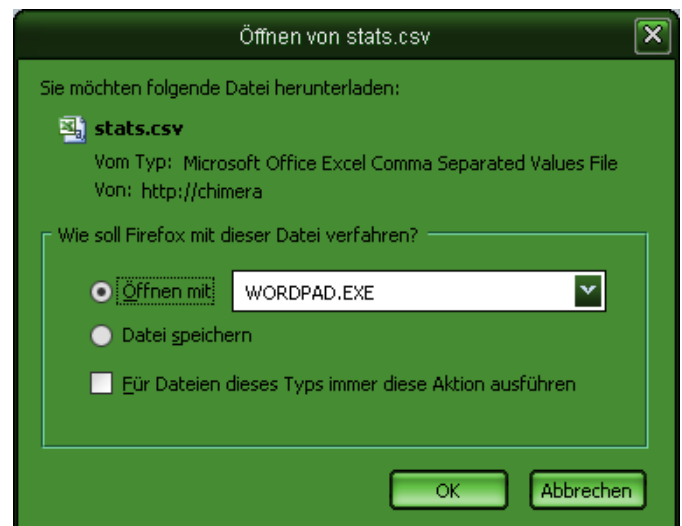 Öffnen von stats.csv
Sie möchten folgende Datei herunterladen:
stats.csv
Vom Typ: Microsoft Office Excel Comma Separated Values File
Von: http://chimera
Wie soll Firefox mit dieser Datei verfahren?
Öffnen mit WORDPAD.EXE
Datei speichern
Für Dateien dieses Typs immer diese Aktion ausführen
OK Abbrechen